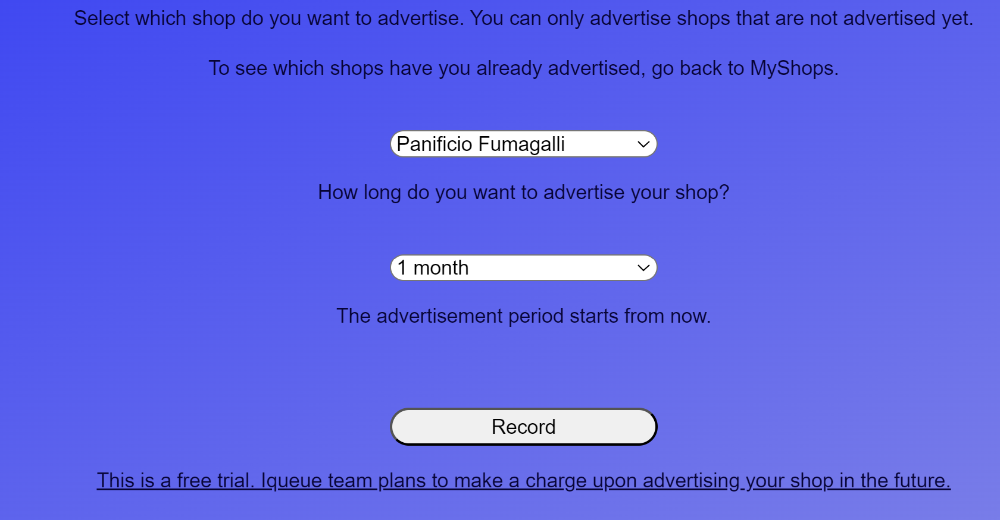 Select which shop do you want to advertise. You can only advertise shops that are not advertised yet.
To see which shops have you already advertised, go back to MyShops.
Panificio Fumagalli
How long do you want to advertise your shop?
1 month
The advertisement period starts from now.
Record
This is a free trial. Iqueue team plans to make a charge upon advertising your shop in the future.